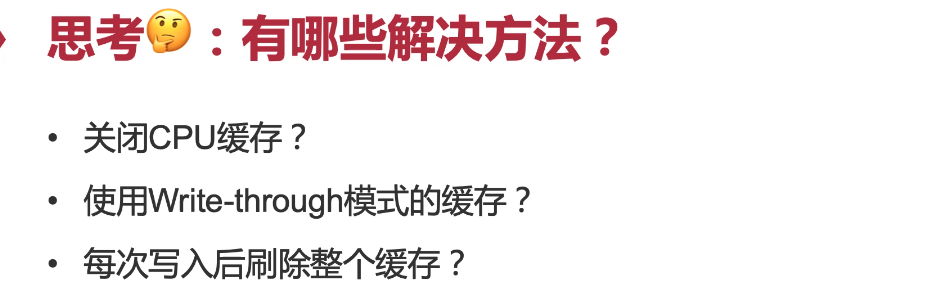 思考🤔：有哪些解决方法？
• 关闭CPU缓存？
• 使用Write-through模式的缓存？
• 每次写入后刷除整个缓存？